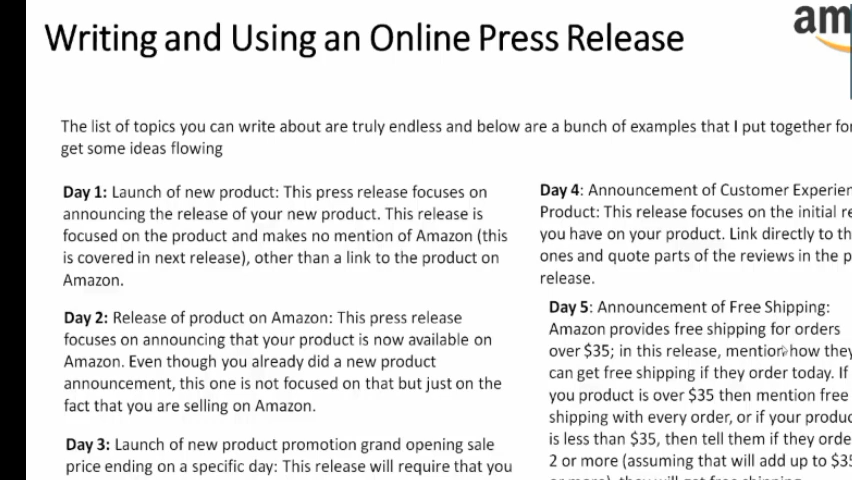 Writing and Using an Online Press Release
am
The list of topics you can write about are truly endless and below are a bunch of examples that I put together for
get some ideas flowing
Day 1: Launch of new product: This press release focuses on
announcing the release of your new product. This release is
focused on the product and makes no mention of Amazon (this
is covered in next release), other than a link to the product on
Amazon.
Day 2: Release of product on Amazon: This press release
focuses on announcing that your product is now available on
Amazon. Even though you already did a new product
announcement, this one is not focused on that but just on the
fact that you are selling on Amazon.
Day 3: Launch of new product promotion grand opening sale
price ending on a specific day: This release will require that you
Day 4: Announcement of Customer Experien
Product: This release focuses on the initial re
you have on your product. Link directly to th
ones and quote parts of the reviews in the p
release.
Day 5: Announcement of Free Shipping:
Amazon provides free shipping for orders
over $35; in this release, mention how they
can get free shipping if they order today. If
you product is over $35 then mention free
shipping with every order, or if your produc
is less than $35, then tell them if they orde
2 or more (assuming that will add up to $35